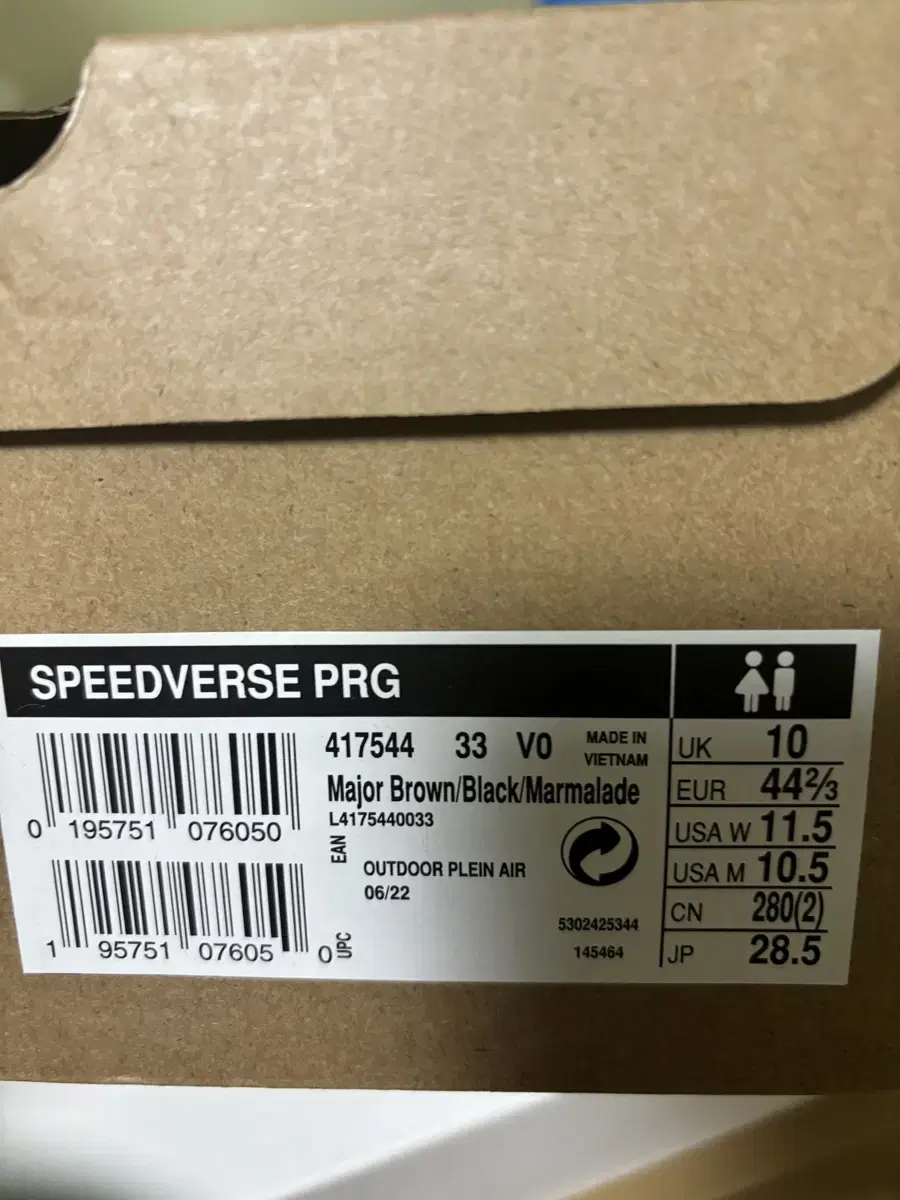 SPEEDVERSE PRG
417544 33 V0
MADE IN
VIETNAM
Major Brown/Black/Marmalade
L4175440033
EAN
0 195751 076050
OUTDOOR PLEIN AIR
06/22
5302425344
145464
1 95751 07605 0
UPC
UK 10
EUR 44⅔
USA W 11.5
USA M 10.5
CN 280(2)
JP 28.5